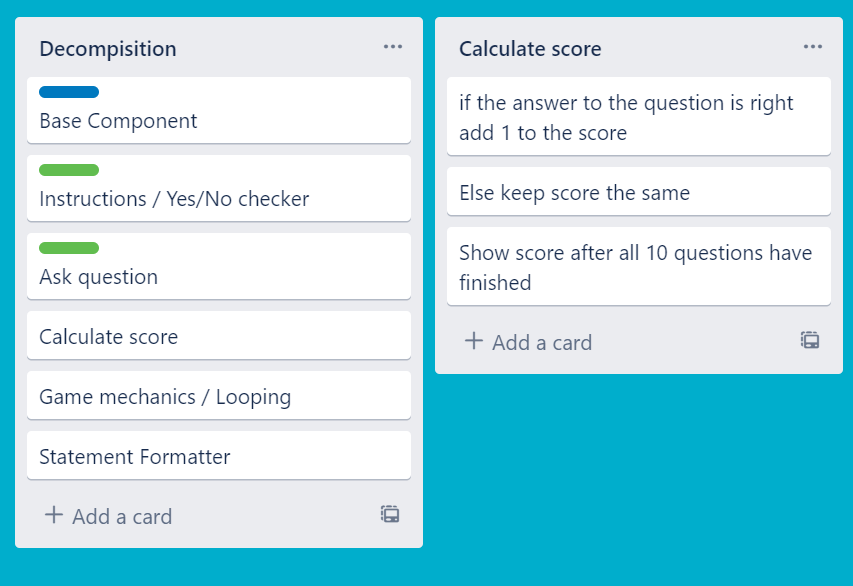 Decompisition
Base Component
Instructions / Yes/No checker
Ask question
Calculate score
Game mechanics / Looping
Statement Formatter
Add a card
Calculate score
if the answer to the question is right
add 1 to the score
Else keep score the same
Show score after all 10 questions have
finished
Add a card